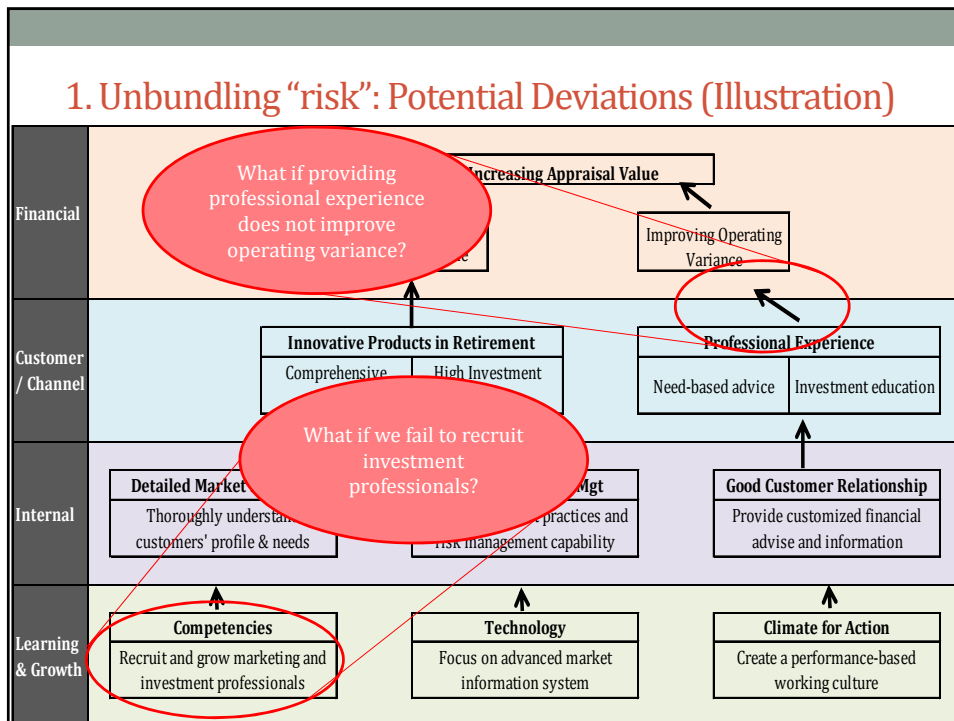 1. Unbundling “risk”: Potential Deviations (Illustration)
Financial
What if providing
professional experience
does not improve
operating variance?
Increasing Appraisal Value
Improving Operating
Variance
Customer
/ Channel
Innovative Products in Retirement
Comprehensive
High Investment
Professional Experience
Need-based advice
Investment education
What if we fail to recruit
investment
professionals?
Internal
Detailed Market
Thoroughly understand
customers' profile & needs
Mgt
practices and
risk management capability
Good Customer Relationship
Provide customized financial
advise and information
Learning
& Growth
Competencies
Recruit and grow marketing and
investment professionals
Technology
Focus on advanced market
information system
Climate for Action
Create a performance-based
working culture